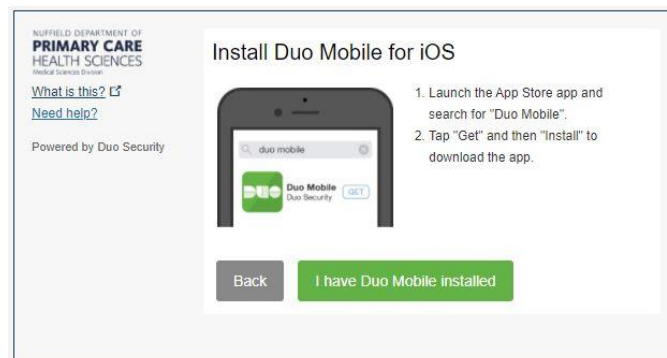 NUFFIELD DEPARTMENT OF
PRIMARY CARE
HEALTH SCIENCES
Medical Sciences Division
What is this?
Need help?
Powered by Duo Security
Install Duo Mobile for iOS
duo mobile
DUO
Duo Mobile
Duo Security
GET
1. Launch the App Store app and
search for "Duo Mobile".
2. Tap "Get" and then "Install" to
download the app.
Back
I have Duo Mobile installed